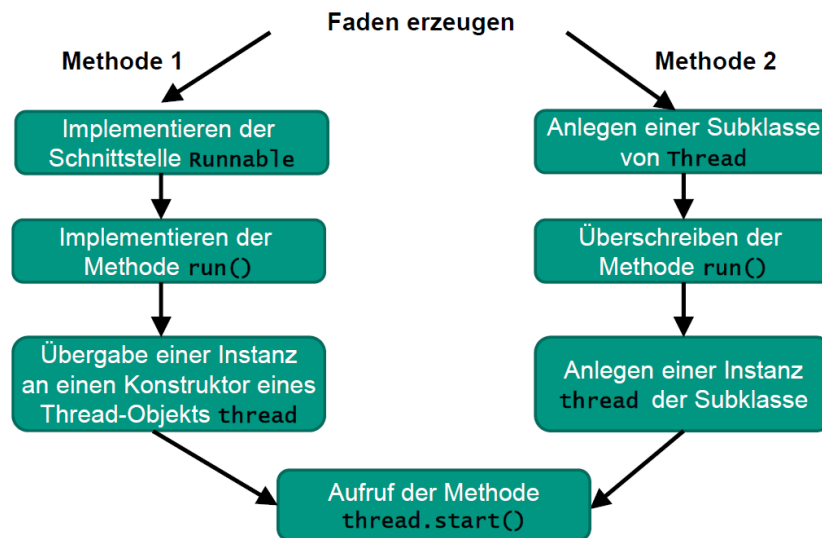 Faden erzeugen
Methode 1
Methode 2
Implementieren der
Schnittstelle Runnable
Implementieren der
Methode run()
Übergabe einer Instanz
an einen Konstruktor eines
Thread-Objekts thread
Anlegen einer Subklasse
von Thread
Überschreiben der
Methode run()
Anlegen einer Instanz
thread der Subklasse
Aufruf der Methode
thread.start()